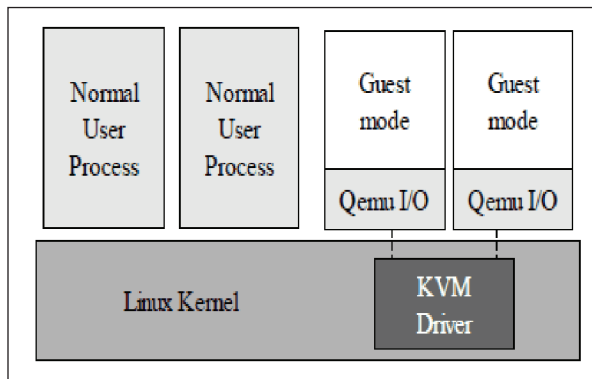 Normal
User
Process
Normal
User
Process
Guest
mode
Guest
mode
Qemu I/O
Qemu I/O
Linux Kernel
KVM
Driver